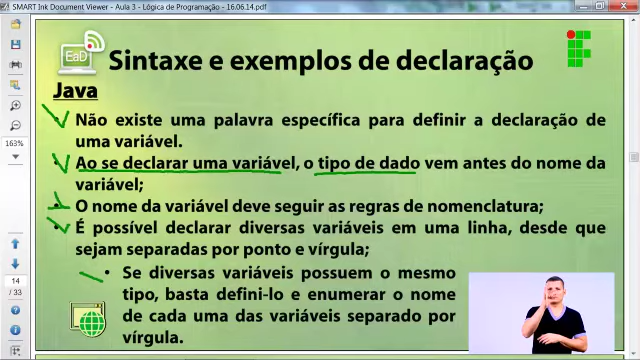 SMART Ink Document Viewer - Aula 3 - Lógica de Programação - 16.06.14.pdf
EaD
Sintaxe e exemplos de declaração
Java
Não existe uma palavra específica para definir a declaração de
uma variável.
Ao se declarar uma variável, o tipo de dado vem antes do nome da
variável;
O nome da variável deve seguir as regras de nomenclatura;
• É possível declarar diversas variáveis em uma linha, desde que
sejam separadas por ponto e vírgula;
• Se diversas variáveis possuem o mesmo
tipo, basta defini-lo e enumerar o nome
de cada uma das variáveis separado por
vírgula.
163%
14
/ 33